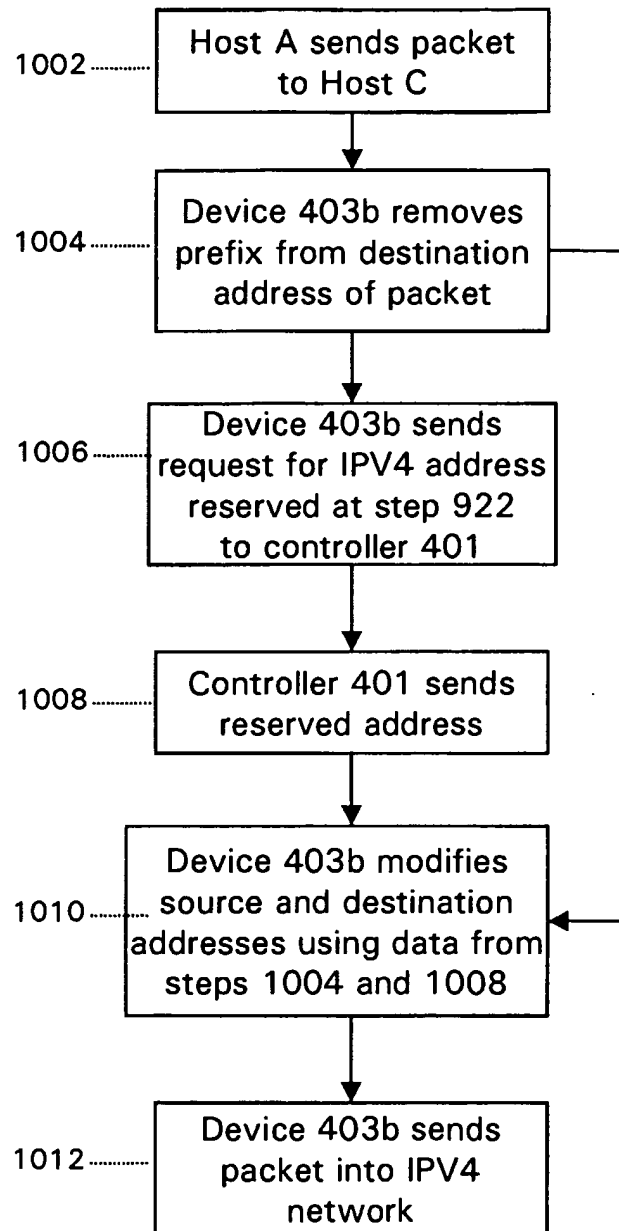 1002
Host A sends packet
to Host C
1004
Device 403b removes
prefix from destination
address of packet
1006
Device 403b sends
request for IPV4 address
reserved at step 922
to controller 401
1008
Controller 401 sends
reserved address
1010
Device 403b modifies
source and destination
addresses using data from
steps 1004 and 1008
1012
Device 403b sends
packet into IPV4
network